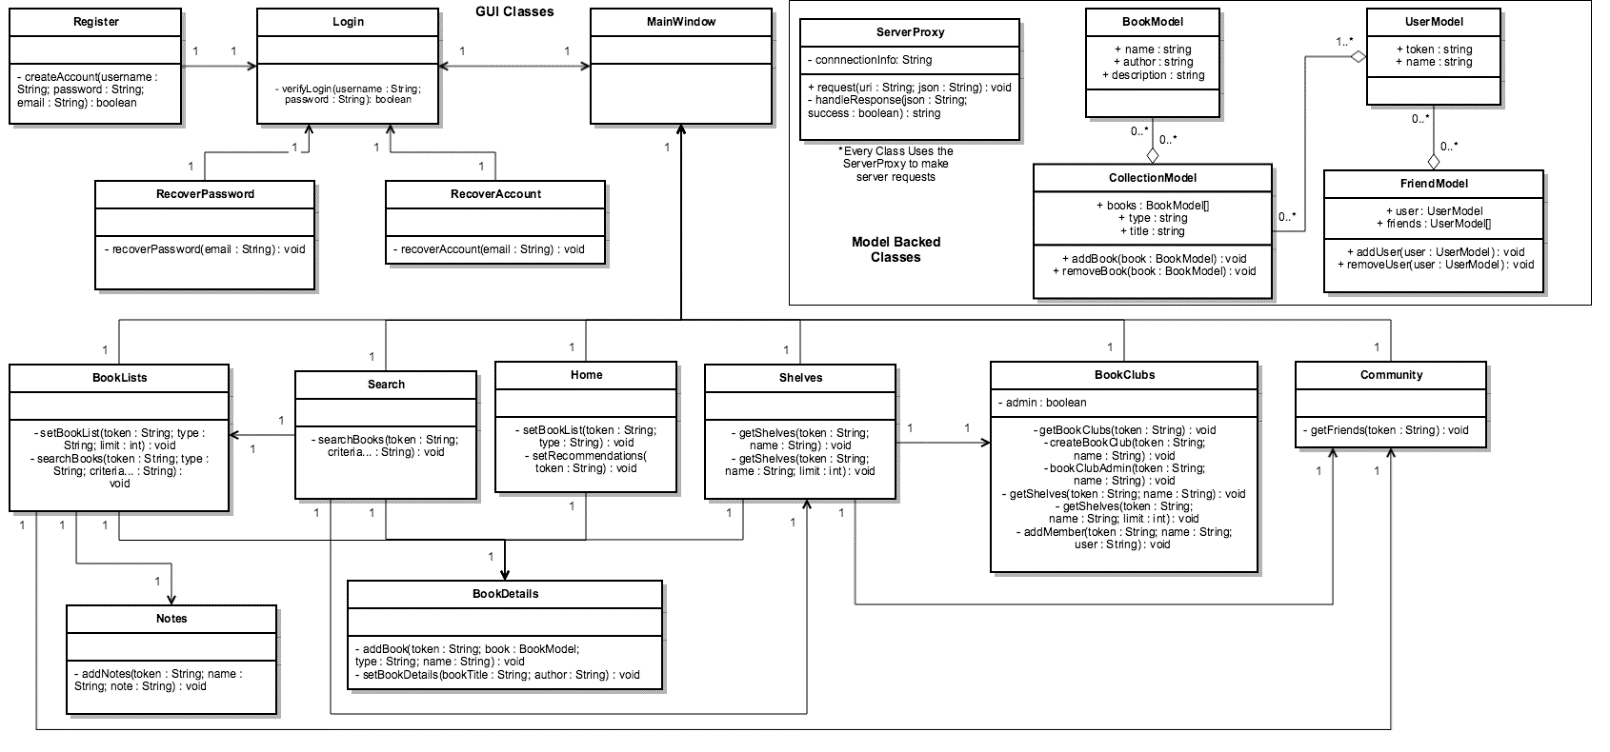 GUI Classes
Register
- createAccount(username :
String; password : String;
email : String) : boolean
1
1
Login
- verifyLogin(username : String;
password : String): boolean
1
1
MainWindow
1
1
1
1
RecoverPassword
- recoverPassword(email : String) : void
RecoverAccount
- recoverAccount(email : String) : void
1
ServerProxy
- connnectionInfo: String
+ request(uri : String; json : String) : void
- handleResponse(json : String;
success : boolean) : string
*Every Class Uses the
ServerProxy to make
server requests
Model Backed
Classes
BookModel
+ name : string
+ author : string
+ description : string
0..*
0..*
CollectionModel
+ books : BookModel[]
+ type : string
+ title : string
+ addBook(book : BookModel) : void
+ removeBook(book : BookModel) : void
0..*
1..*
UserModel
+ token : string
+ name : string
0..*
0..*
FriendModel
+ user : UserModel
+ friends : UserModel[]
+ addUser(user : UserModel) : void
+ removeUser(user : UserModel) : void
1
1
1
1
1
1
BookLists
- setBookList(token : String; type :
String; limit : int) : void
- searchBooks(token : String; type :
String; criteria... : String) :
void
1
1
Search
- searchBooks(token : String;
criteria... : String) : void
Home
- setBookList(token : String;
type : String) : void
- setRecommendations(
token : String) : void
Shelves
- getShelves(token : String;
name : String) : void
- getShelves(token : String;
name : String; limit : int) : void
1
1
BookClubs
- admin : boolean
- getBookClubs(token : String) : void
- createBookClub(token : String;
name : String) : void
- bookClubAdmin(token : String;
name : String) : void
- getShelves(token : String; name : String) : void
- getShelves(token : String;
name : String; limit : int) : void
- addMember(token : String; name : String;
user : String) : void
Community
- getFriends(token : String) : void
1
1
1
1
1
1
1
1
1
1
1
1
1
1
Notes
- addNotes(token : String; name :
String; note : String) : void
BookDetails
- addBook(token : String; book : BookModel;
type : String; name : String) : void
- setBookDetails(bookTitle : String; author : String) : void